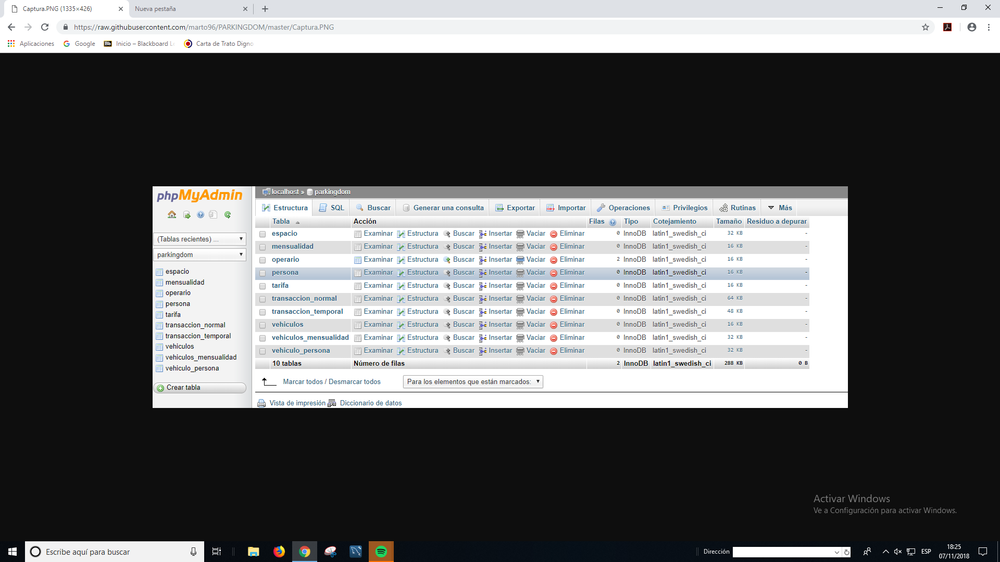 Captura.PNG (1335×426)
Nueva pestaña
https://raw.githubusercontent.com/marto96/PARKINGDOM/master/Captura.PNG
Aplicaciones
Google
Bb Inicio – Blackboard Le
Carta de Trato Digno
phpMyAdmin
(Tablas recientes) ...
parkingdom
espacio
mensualidad
operario
persona
tarifa
transaccion_normal
transaccion_temporal
vehiculos
vehiculos_mensualidad
vehiculo_persona
Crear tabla
localhost » parkingdom
Estructura SQL Buscar Generar una consulta Exportar Importar Operaciones Privilegios Rutinas Más
Tabla Acción Filas Tipo Cotejamiento Tamaño Residuo a depurar
espacio Examinar Estructura Buscar Insertar Vaciar Eliminar 0 InnoDB latin1_swedish_ci 32 KB -
mensualidad Examinar Estructura Buscar Insertar Vaciar Eliminar 0 InnoDB latin1_swedish_ci 16 KB -
operario Examinar Estructura Buscar Insertar Vaciar Eliminar 2 InnoDB latin1_swedish_ci 16 KB -
persona Examinar Estructura Buscar Insertar Vaciar Eliminar 0 InnoDB latin1_swedish_ci 16 KB -
tarifa Examinar Estructura Buscar Insertar Vaciar Eliminar 0 InnoDB latin1_swedish_ci 16 KB -
transaccion_normal Examinar Estructura Buscar Insertar Vaciar Eliminar 0 InnoDB latin1_swedish_ci 64 KB -
transaccion_temporal Examinar Estructura Buscar Insertar Vaciar Eliminar 0 InnoDB latin1_swedish_ci 48 KB -
vehiculos Examinar Estructura Buscar Insertar Vaciar Eliminar 0 InnoDB latin1_swedish_ci 16 KB -
vehiculos_mensualidad Examinar Estructura Buscar Insertar Vaciar Eliminar 0 InnoDB latin1_swedish_ci 32 KB -
vehiculo_persona Examinar Estructura Buscar Insertar Vaciar Eliminar 0 InnoDB latin1_swedish_ci 32 KB -
10 tablas Número de filas 2 InnoDB latin1_swedish_ci 288 KB 0 B
Marcar todos / Desmarcar todos Para los elementos que están marcados:
Vista de impresión Diccionario de datos
Activar Windows
Ve a Configuración para activar Windows.
Escribe aquí para buscar
Dirección
ESP
18:25
07/11/2018